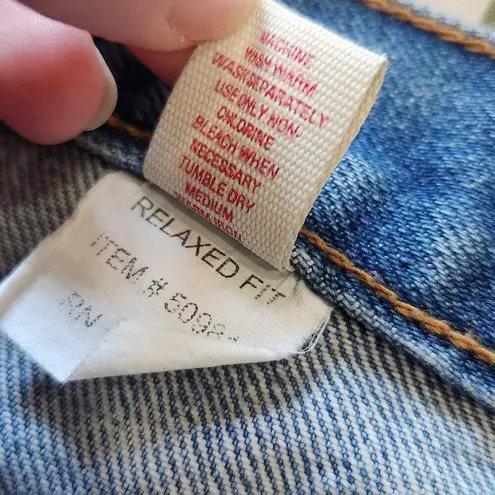 MACHINE
WASH WARM
WASH SEPARATELY
USE ONLY NON-
CHLORINE
BLEACH WHEN
NECESSARY
TUMBLE DRY
MEDIUM
RELAXED FIT
ITEM # 5098
RN